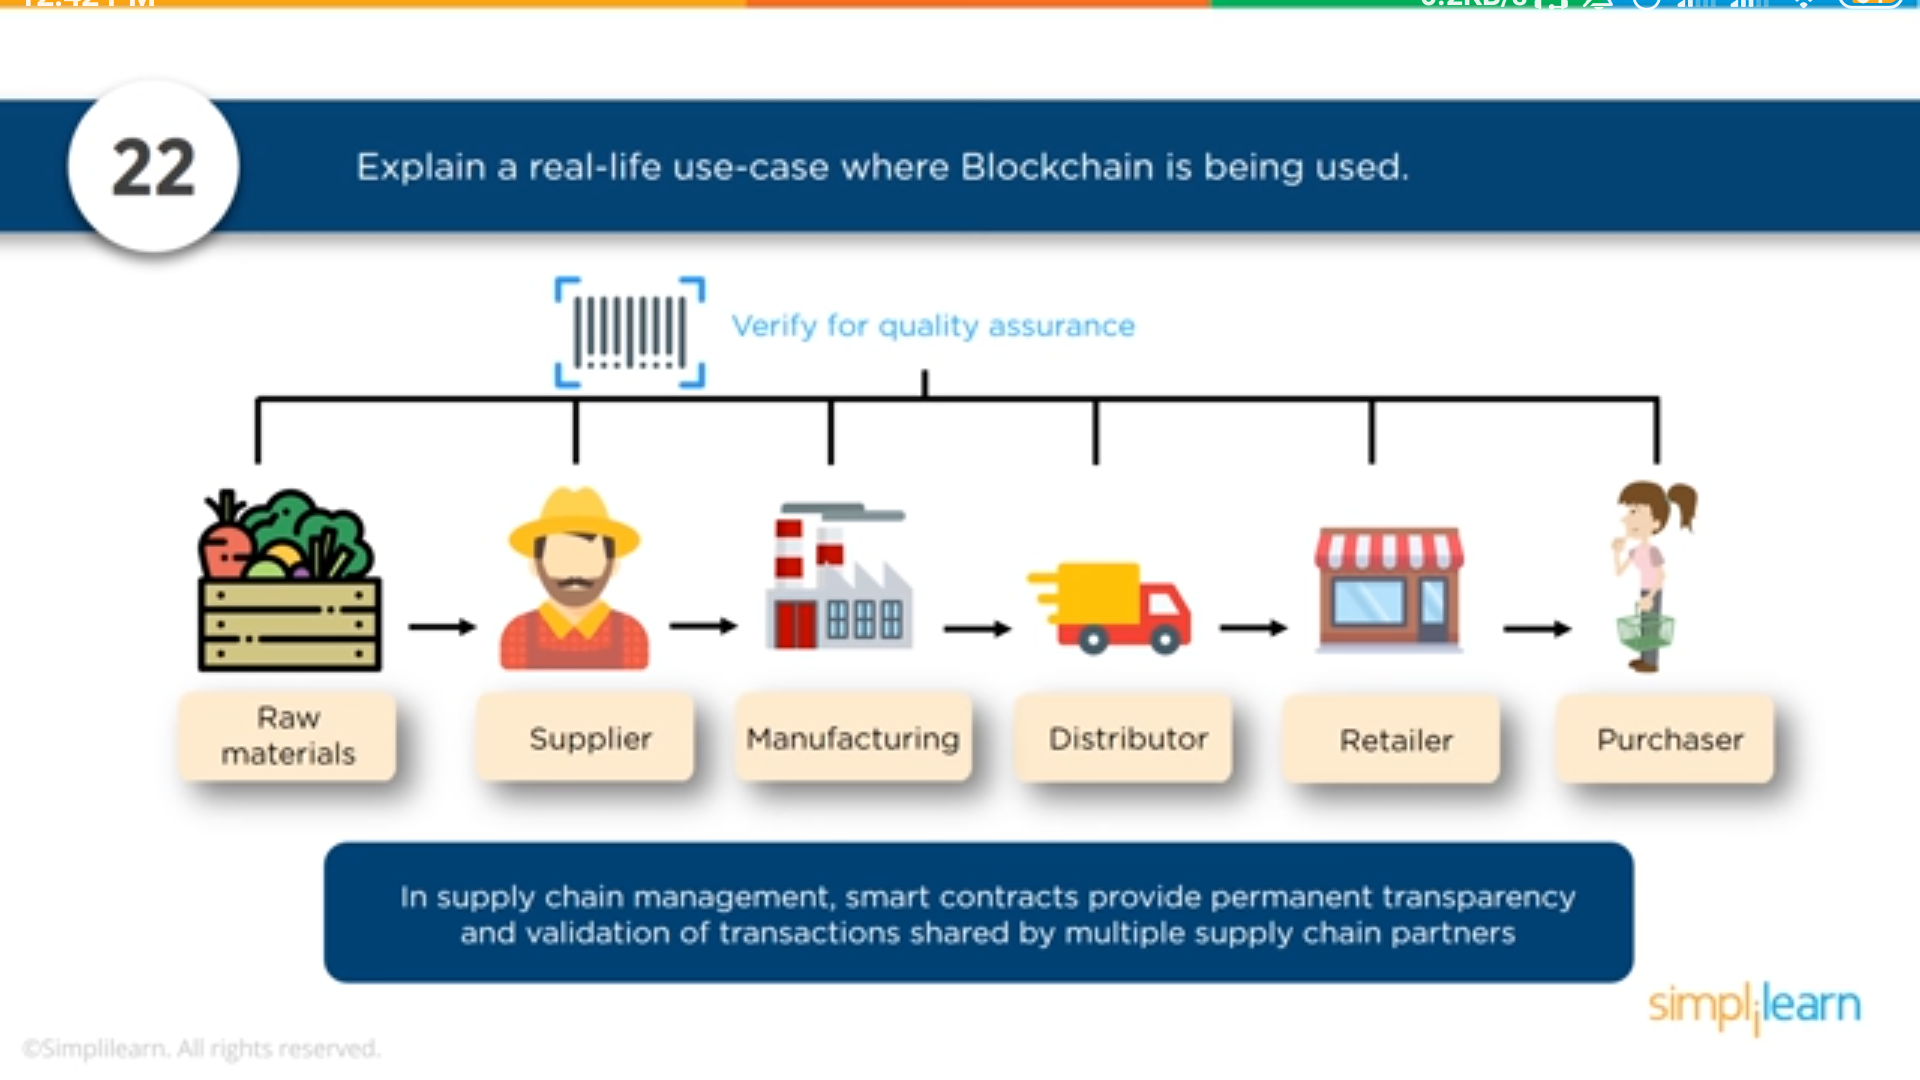 22
Explain a real-life use-case where Blockchain is being used.
Verify for quality assurance
Raw
materials
Supplier
Manufacturing
Distributor
Retailer
Purchaser
In supply chain management, smart contracts provide permanent transparency
and validation of transactions shared by multiple supply chain partners
simplilearn
©Simplilearn. All rights reserved.